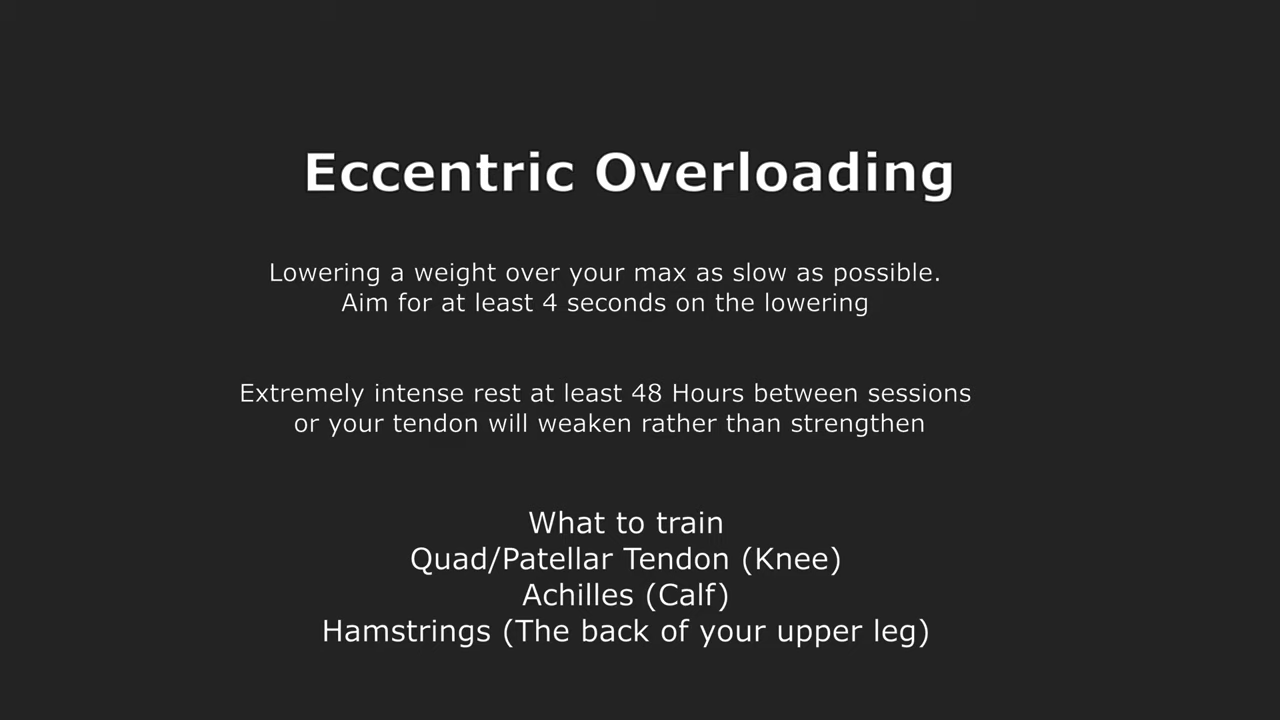 Eccentric Overloading
Lowering a weight over your max as slow as possible.
Aim for at least 4 seconds on the lowering
Extremely intense rest at least 48 Hours between sessions
or your tendon will weaken rather than strengthen
What to train
Quad/Patellar Tendon (Knee)
Achilles (Calf)
Hamstrings (The back of your upper leg)